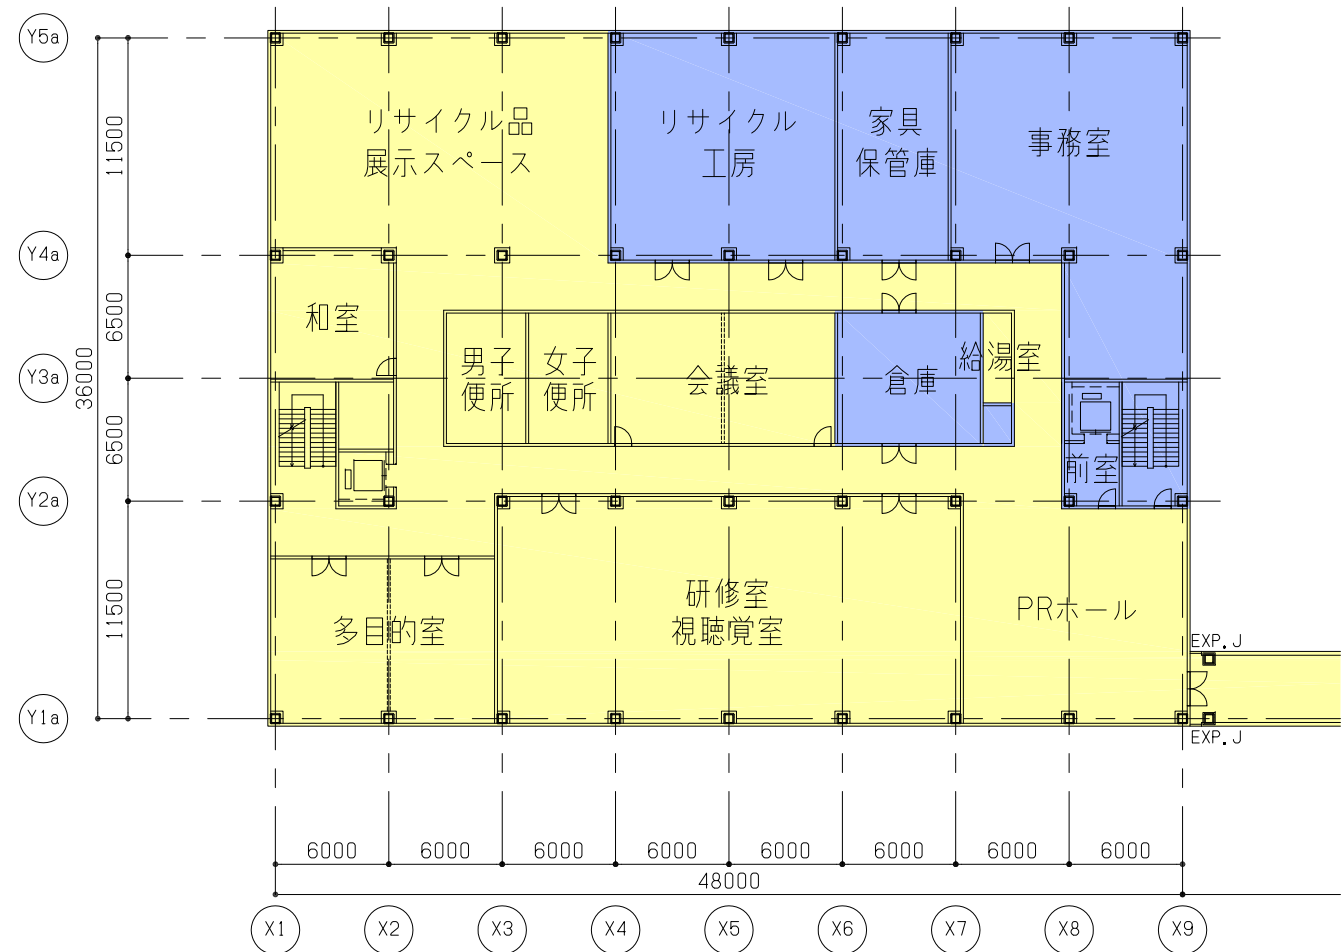 Y5a
リサイクル品
展示スペース
リサイクル
工房
家具
保管庫
事務室
11500
Y4a
6500
和室
36000
Y3a
男子
便所
女子
便所
会議室
倉庫
給湯室
6500
前室
Y2a
11500
多目的室
研修室
視聴覚室
PRホール
EXP.J
Y1a
EXP.J
6000
6000
6000
6000
6000
6000
6000
6000
48000
X1
X2
X3
X4
X5
X6
X7
X8
X9